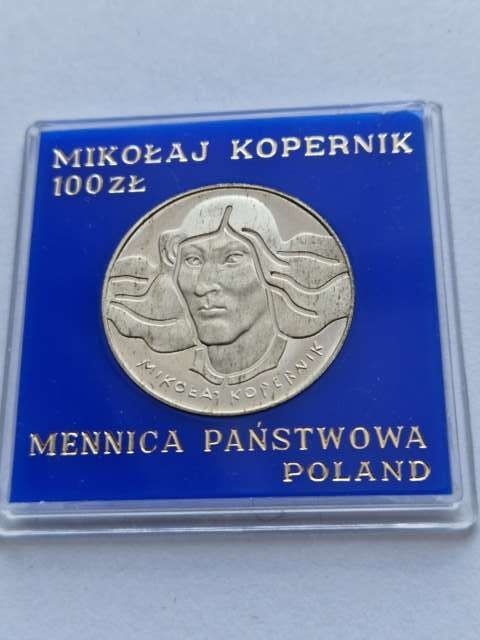 MIKOŁAJ KOPERNIK
100 ZŁ
MIKOŁAJ KOPERNIK
MENNICA PAŃSTWOWA
POLAND